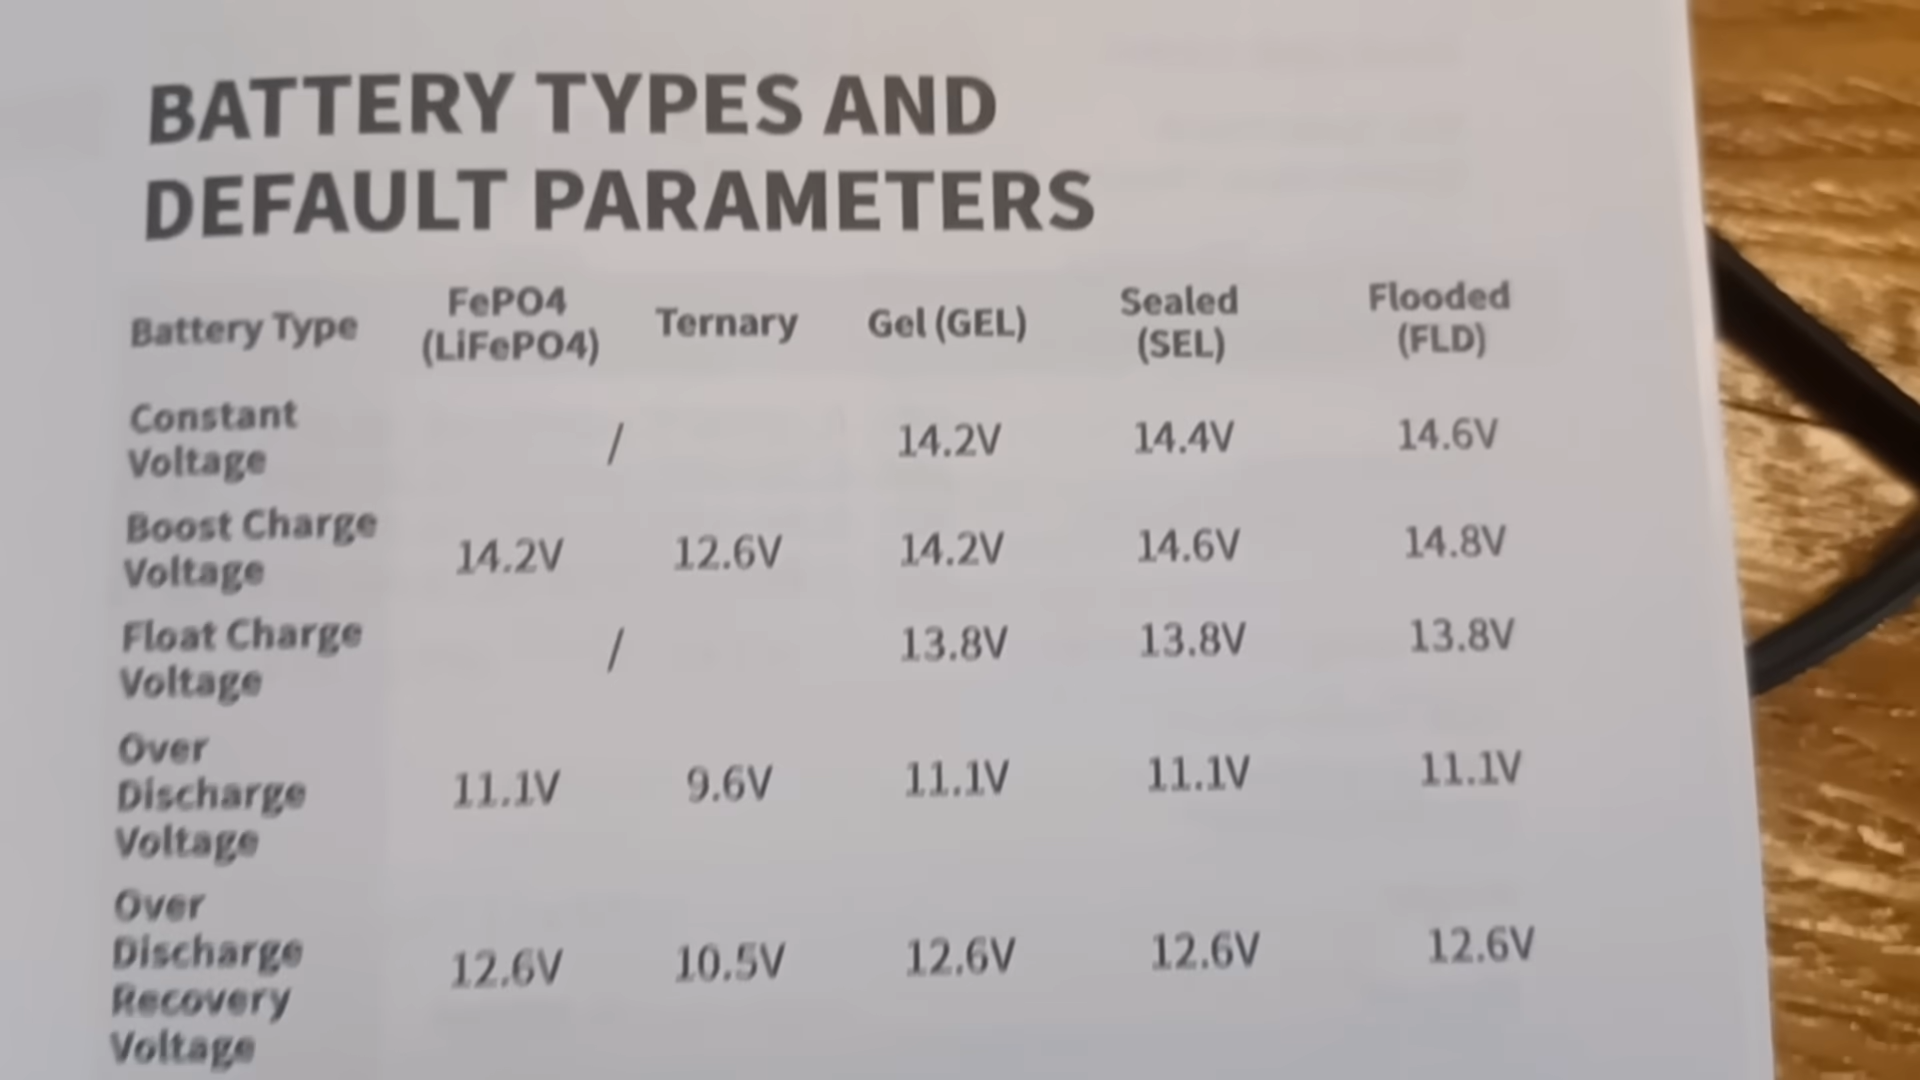 BATTERY TYPES AND
DEFAULT PARAMETERS
Battery Type FePO4 (LiFePO4) Ternary Gel (GEL) Sealed (SEL) Flooded (FLD)
Constant Voltage / 14.2V 14.4V 14.6V
Boost Charge Voltage 14.2V 12.6V 14.2V 14.6V 14.8V
Float Charge Voltage / 13.8V 13.8V 13.8V
Over Discharge Voltage 11.1V 9.6V 11.1V 11.1V 11.1V
Over Discharge Recovery Voltage 12.6V 10.5V 12.6V 12.6V 12.6V